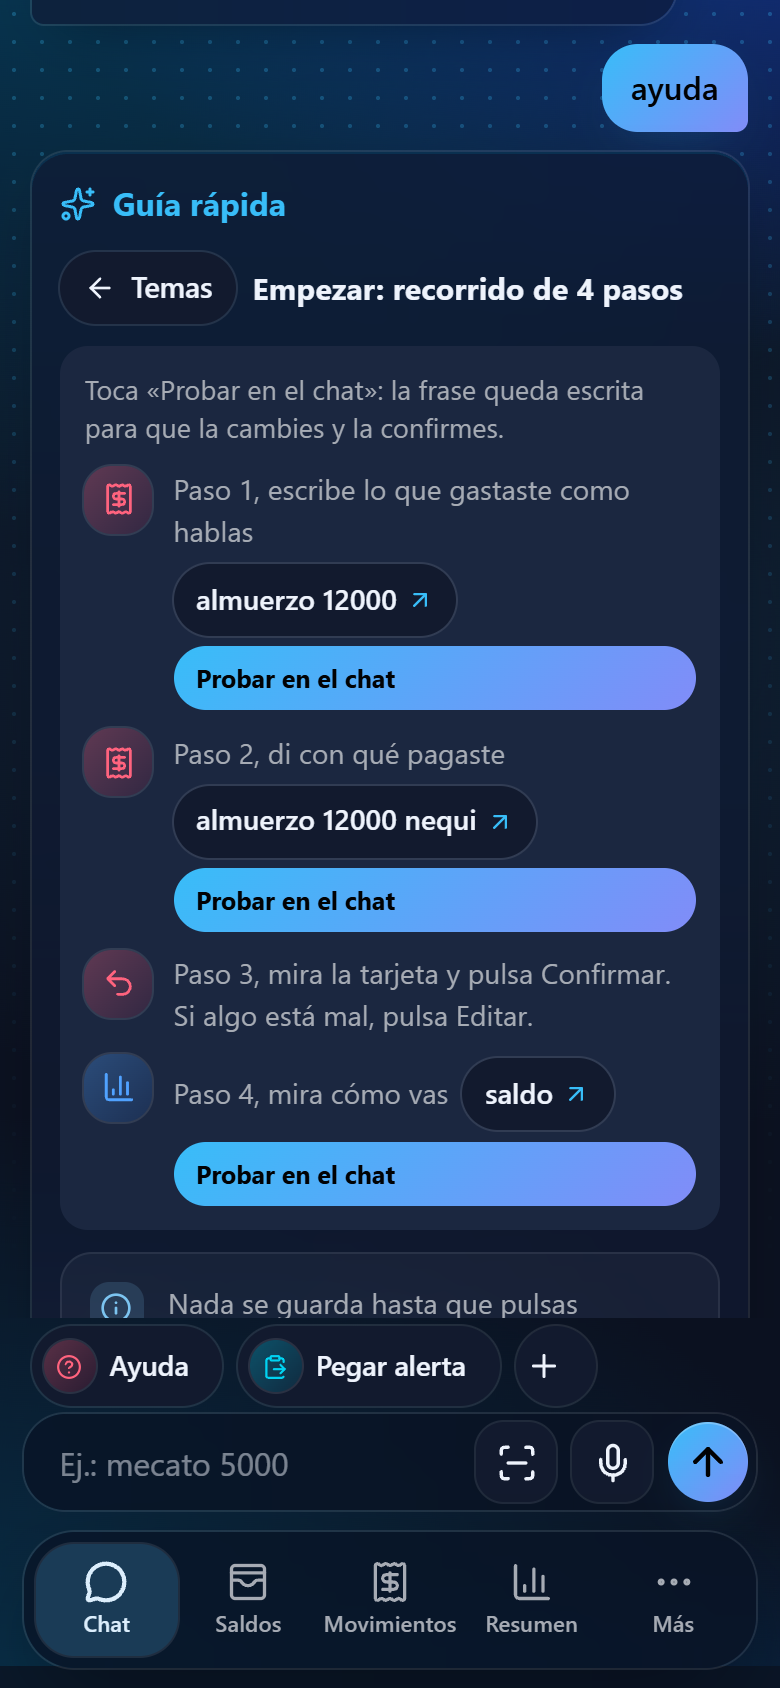 ayuda
Guía rápida
Temas
Empezar: recorrido de 4 pasos
Toca «Probar en el chat»: la frase queda escrita
para que la cambies y la confirmes.
Paso 1, escribe lo que gastaste como
hablas
almuerzo 12000
Probar en el chat
Paso 2, di con qué pagaste
almuerzo 12000 nequi
Probar en el chat
Paso 3, mira la tarjeta y pulsa Confirmar.
Si algo está mal, pulsa Editar.
Paso 4, mira cómo vas
saldo
Probar en el chat
Nada se guarda hasta que pulsas
Ayuda
Pegar alerta
Ej.: mecato 5000
Chat
Saldos
Movimientos
Resumen
Más